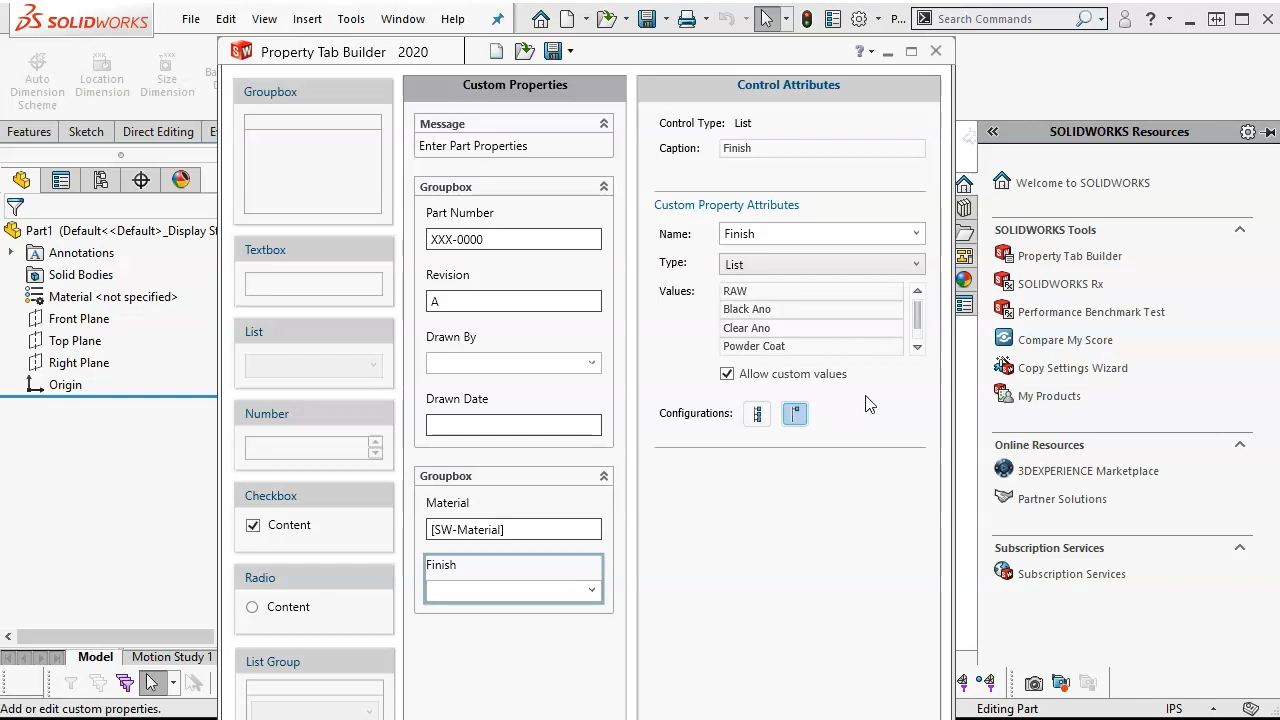 SOLIDWORKS
File Edit View Insert Tools Window Help
P...
Search Commands
?
Auto Dimension Scheme
Location Dimension
Size Dimension
Ba
D
Features Sketch Direct Editing E
Part1 (Default<<Default>_Display St
Annotations
Solid Bodies
Material <not specified>
Front Plane
Top Plane
Right Plane
Origin
Model Motion Study 1
Add or edit custom properties.
Property Tab Builder 2020
?
Groupbox
Textbox
List
Number
Checkbox
Content
Radio
Content
List Group
Custom Properties
Message
Enter Part Properties
Groupbox
Part Number
XXX-0000
Revision
A
Drawn By
Drawn Date
Groupbox
Material
[SW-Material]
Finish
Control Attributes
Control Type: List
Caption: Finish
Custom Property Attributes
Name: Finish
Type: List
Values: RAW
Black Ano
Clear Ano
Powder Coat
Allow custom values
Configurations:
SOLIDWORKS Resources
Welcome to SOLIDWORKS
SOLIDWORKS Tools
Property Tab Builder
SOLIDWORKS Rx
Performance Benchmark Test
Compare My Score
Copy Settings Wizard
My Products
Online Resources
3DEXPERIENCE Marketplace
Partner Solutions
Subscription Services
Subscription Services
Editing Part IPS